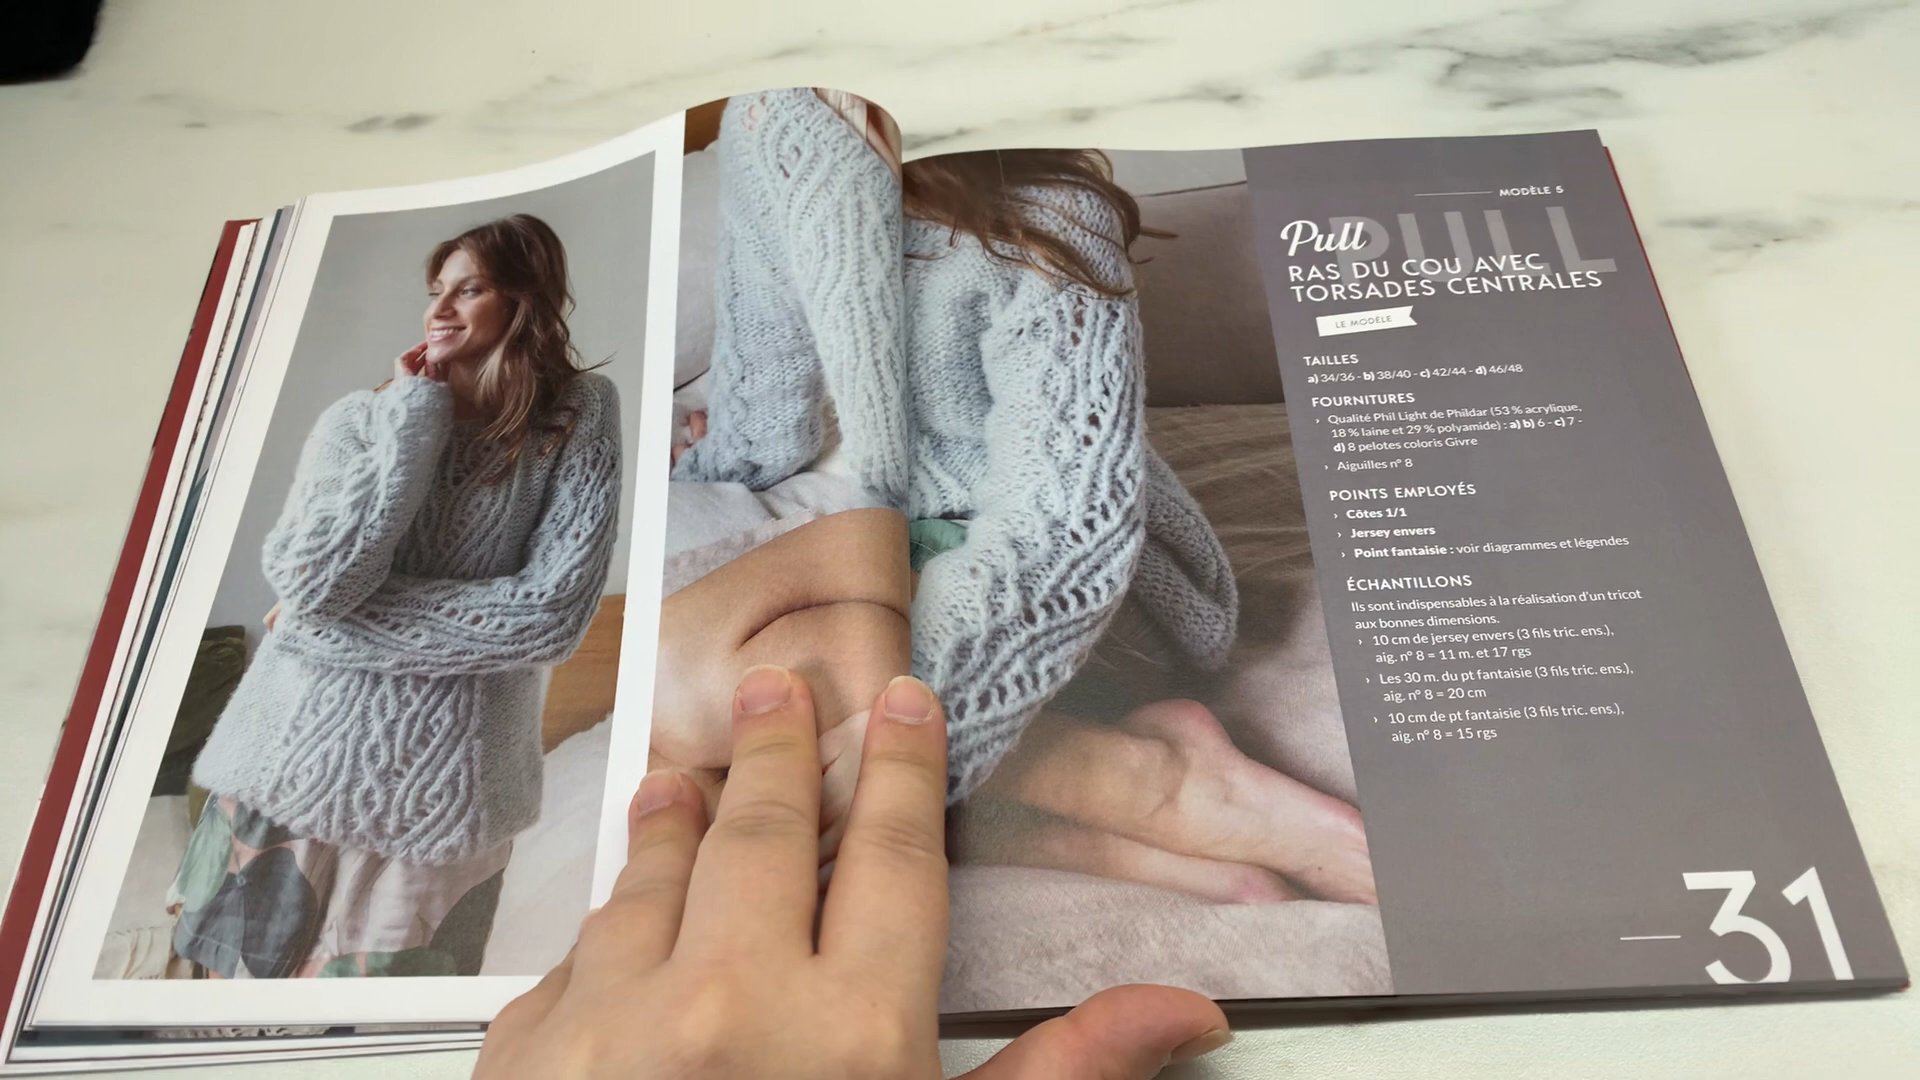 MODÈLE 5
PULL
Pull
RAS DU COU AVEC
TORSADES CENTRALES
LE MODÈLE
TAILLES
a) 34/36 - b) 38/40 - c) 42/44 - d) 46/48
FOURNITURES
› Qualité Phil Light de Phildar (53 % acrylique,
18 % laine et 29 % polyamide) : a) b) 6 - c) 7 -
d) 8 pelotes coloris Givre
› Aiguilles n° 8
POINTS EMPLOYÉS
› Côtes 1/1
› Jersey envers
› Point fantaisie : voir diagrammes et légendes
ÉCHANTILLONS
Ils sont indispensables à la réalisation d'un tricot
aux bonnes dimensions.
› 10 cm de jersey envers (3 fils tric. ens.),
aig. n° 8 = 11 m. et 17 rgs
› Les 30 m. du pt fantaisie (3 fils tric. ens.),
aig. n° 8 = 20 cm
› 10 cm de pt fantaisie (3 fils tric. ens.),
aig. n° 8 = 15 rgs
31